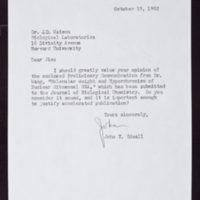 October 15, 1962
Dr. J.D. Watson
Biological Laboratories
16 Divinity Avenue
Harvard University
Dear Jim:
I should greatly value your opinion of
the enclosed Preliminary Communication from Dr.
Wang, "Molecular Weight and Hyperchromism of
Nuclear Ribosomal RNA," which has been submitted
to the Journal of Biological Chemistry. Do you
consider it sound, and is it important enough
to justify accelerated publication?
Yours sincerely,
John
John T. Edsall